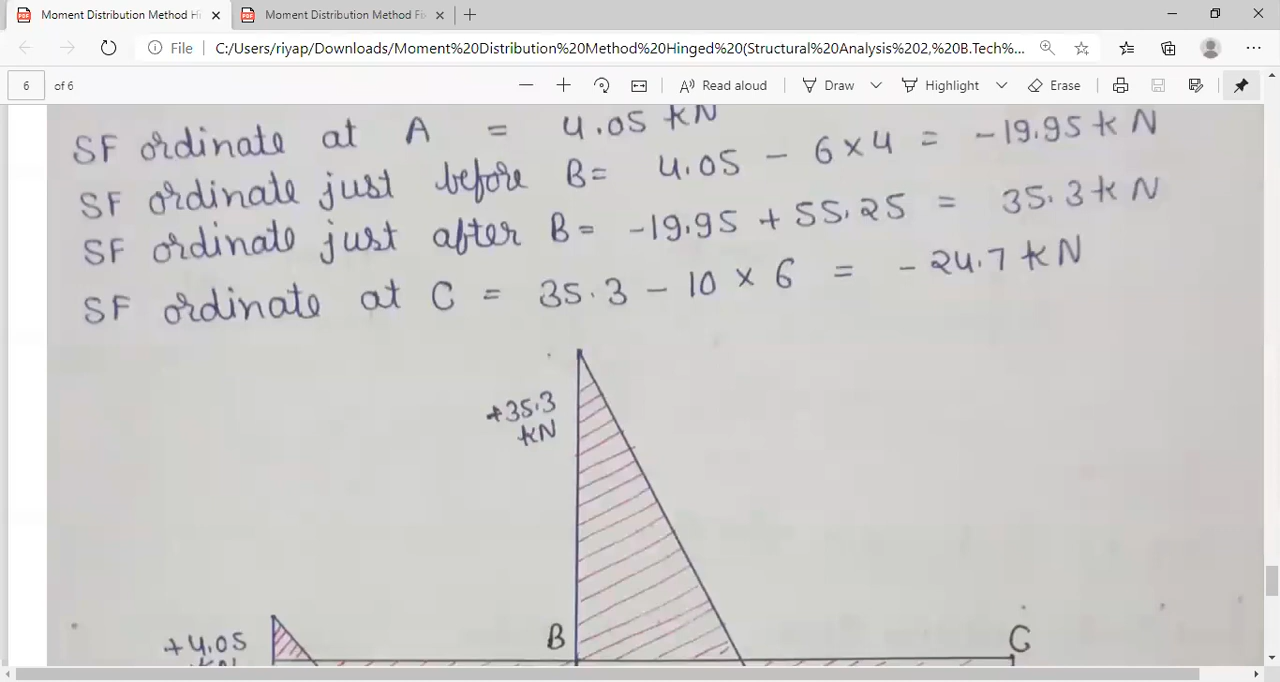 Moment Distribution Method Hi
Moment Distribution Method Fix
File
C:/Users/riyap/Downloads/Moment%20Distribution%20Method%20Hinged%20(Structural%20Analysis%202,%20B.Tech%...
6 of 6
Read aloud
Draw
Highlight
Erase
SF ordinate at A = 4.05 kN
SF ordinate just before B = 4.05 - 6 x 4 = -19.95 kN
SF ordinate just after B = -19.95 + 55.25 = 35.3 kN
SF ordinate at C = 35.3 - 10 x 6 = -24.7 kN
+35.3
kN
+4.05
kN
B
C